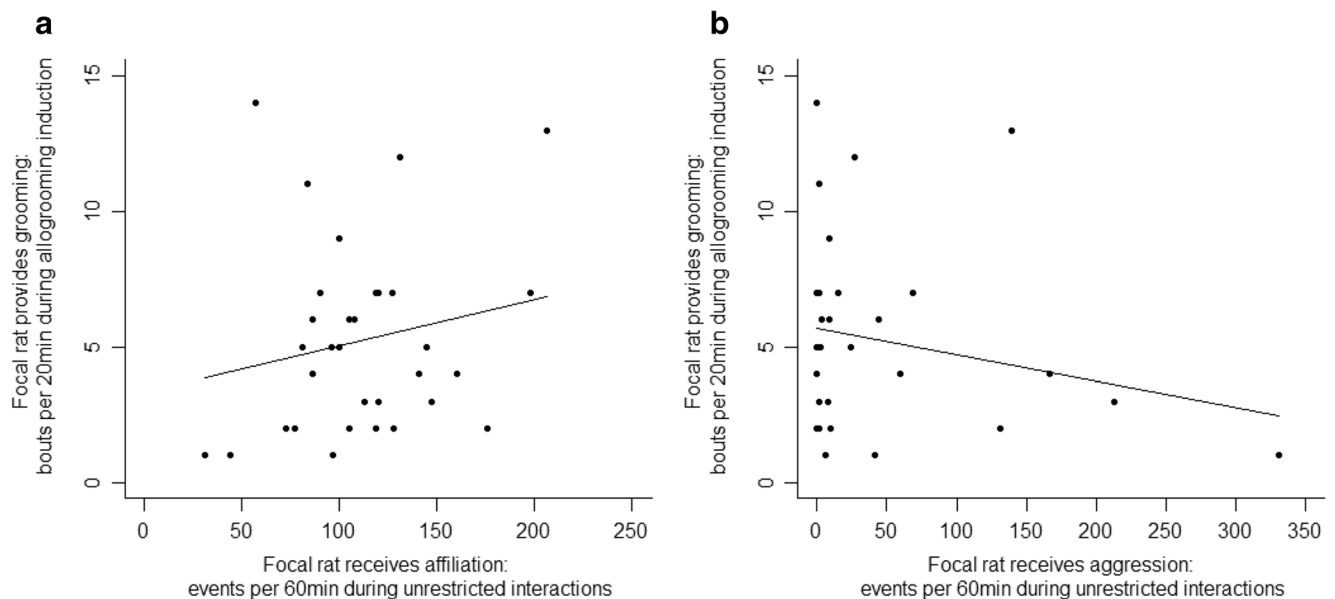 a
Focal rat provides grooming:
bouts per 20min during allogrooming induction
15
10
5
0
0 50 100 150 200 250
Focal rat receives affiliation:
events per 60min during unrestricted interactions
b
Focal rat provides grooming:
bouts per 20min during allogrooming induction
15
10
5
0
0 50 100 150 200 250 300 350
Focal rat receives aggression:
events per 60min during unrestricted interactions